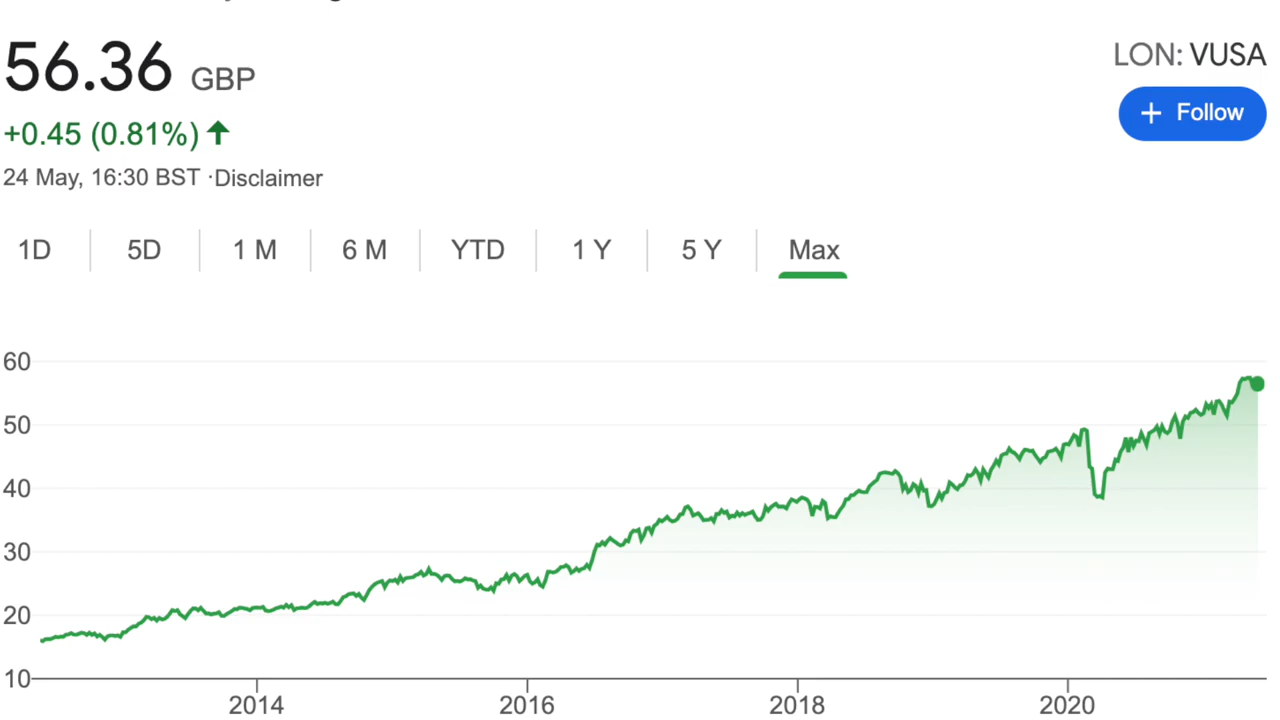 56.36 GBP
LON: VUSA
+ Follow
+0.45 (0.81%)
24 May, 16:30 BST ·Disclaimer
1D 5D 1 M 6 M YTD 1 Y 5 Y Max
60
50
40
30
20
10
2014 2016 2018 2020